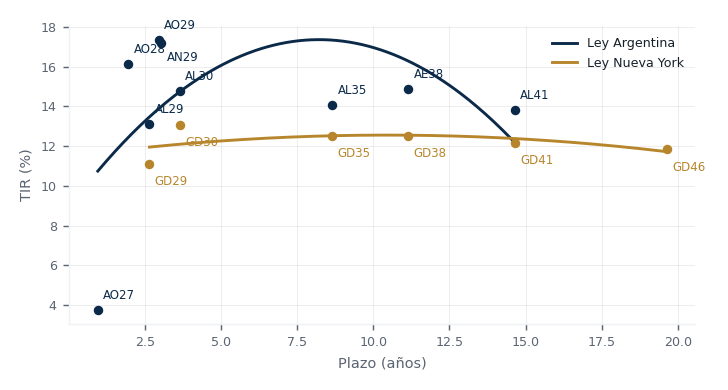 18
16
14
12
10
8
6
4
TIR (%)
AO29
AO28
AN29
AL30
AL29
GD30
GD29
AO27
AL35
AE38
AL41
GD35
GD38
GD41
GD46
Ley Argentina
Ley Nueva York
2.5 5.0 7.5 10.0 12.5 15.0 17.5 20.0
Plazo (años)